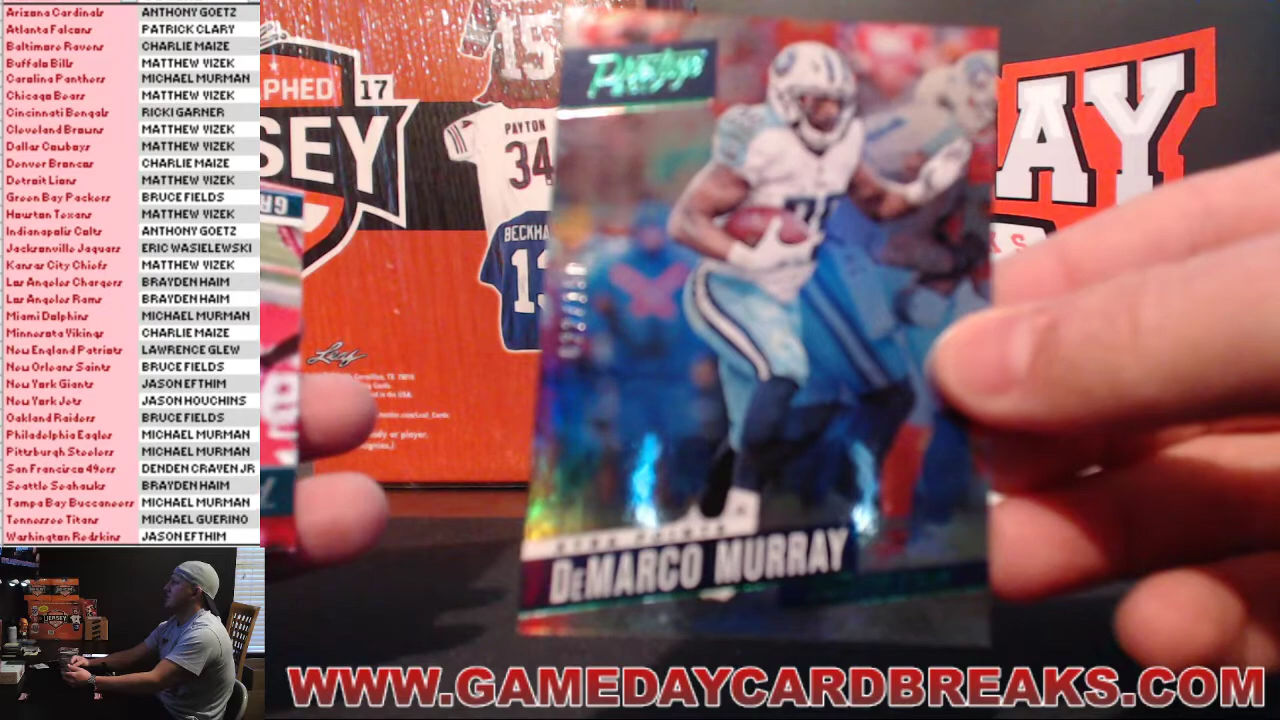 Arizona Cardinals ANTHONY GOETZ
Atlanta Falcons PATRICK CLARY
Baltimore Ravens CHARLIE MAIZE
Buffalo Bills MATTHEW VIZEK
Carolina Panthers MICHAEL MURMAN
Chicago Bears MATTHEW VIZEK
Cincinnati Bengals RICKI GARNER
Cleveland Browns MATTHEW VIZEK
Dallas Cowboys MATTHEW VIZEK
Denver Broncos CHARLIE MAIZE
Detroit Lions MATTHEW VIZEK
Green Bay Packers BRUCE FIELDS
Houston Texans MATTHEW VIZEK
Indianapolis Colts ANTHONY GOETZ
Jacksonville Jaguars ERIC WASIELEWSKI
Kansas City Chiefs MATTHEW VIZEK
Los Angeles Chargers BRAYDEN HAIM
Los Angeles Rams BRAYDEN HAIM
Miami Dolphins MICHAEL MURMAN
Minnesota Vikings CHARLIE MAIZE
New England Patriots LAWRENCE GLEW
New Orleans Saints BRUCE FIELDS
New York Giants JASON EFTHIM
New York Jets JASON HOUCHINS
Oakland Raiders BRUCE FIELDS
Philadelphia Eagles MICHAEL MURMAN
Pittsburgh Steelers MICHAEL MURMAN
San Francisco 49ers DENDEN CRAVEN JR
Seattle Seahawks BRAYDEN HAIM
Tampa Bay Buccaneers MICHAEL MURMAN
Tennessee Titans MICHAEL GUERINO
Washington Redskins JASON EFTHIM
PHED 17
SEY
15
PAYTON
34
BECKHA
13
Leaf
Prestige
DeMARCO MURRAY
AY
JERSEY
WWW.GAMEDAYCARDBREAKS.COM